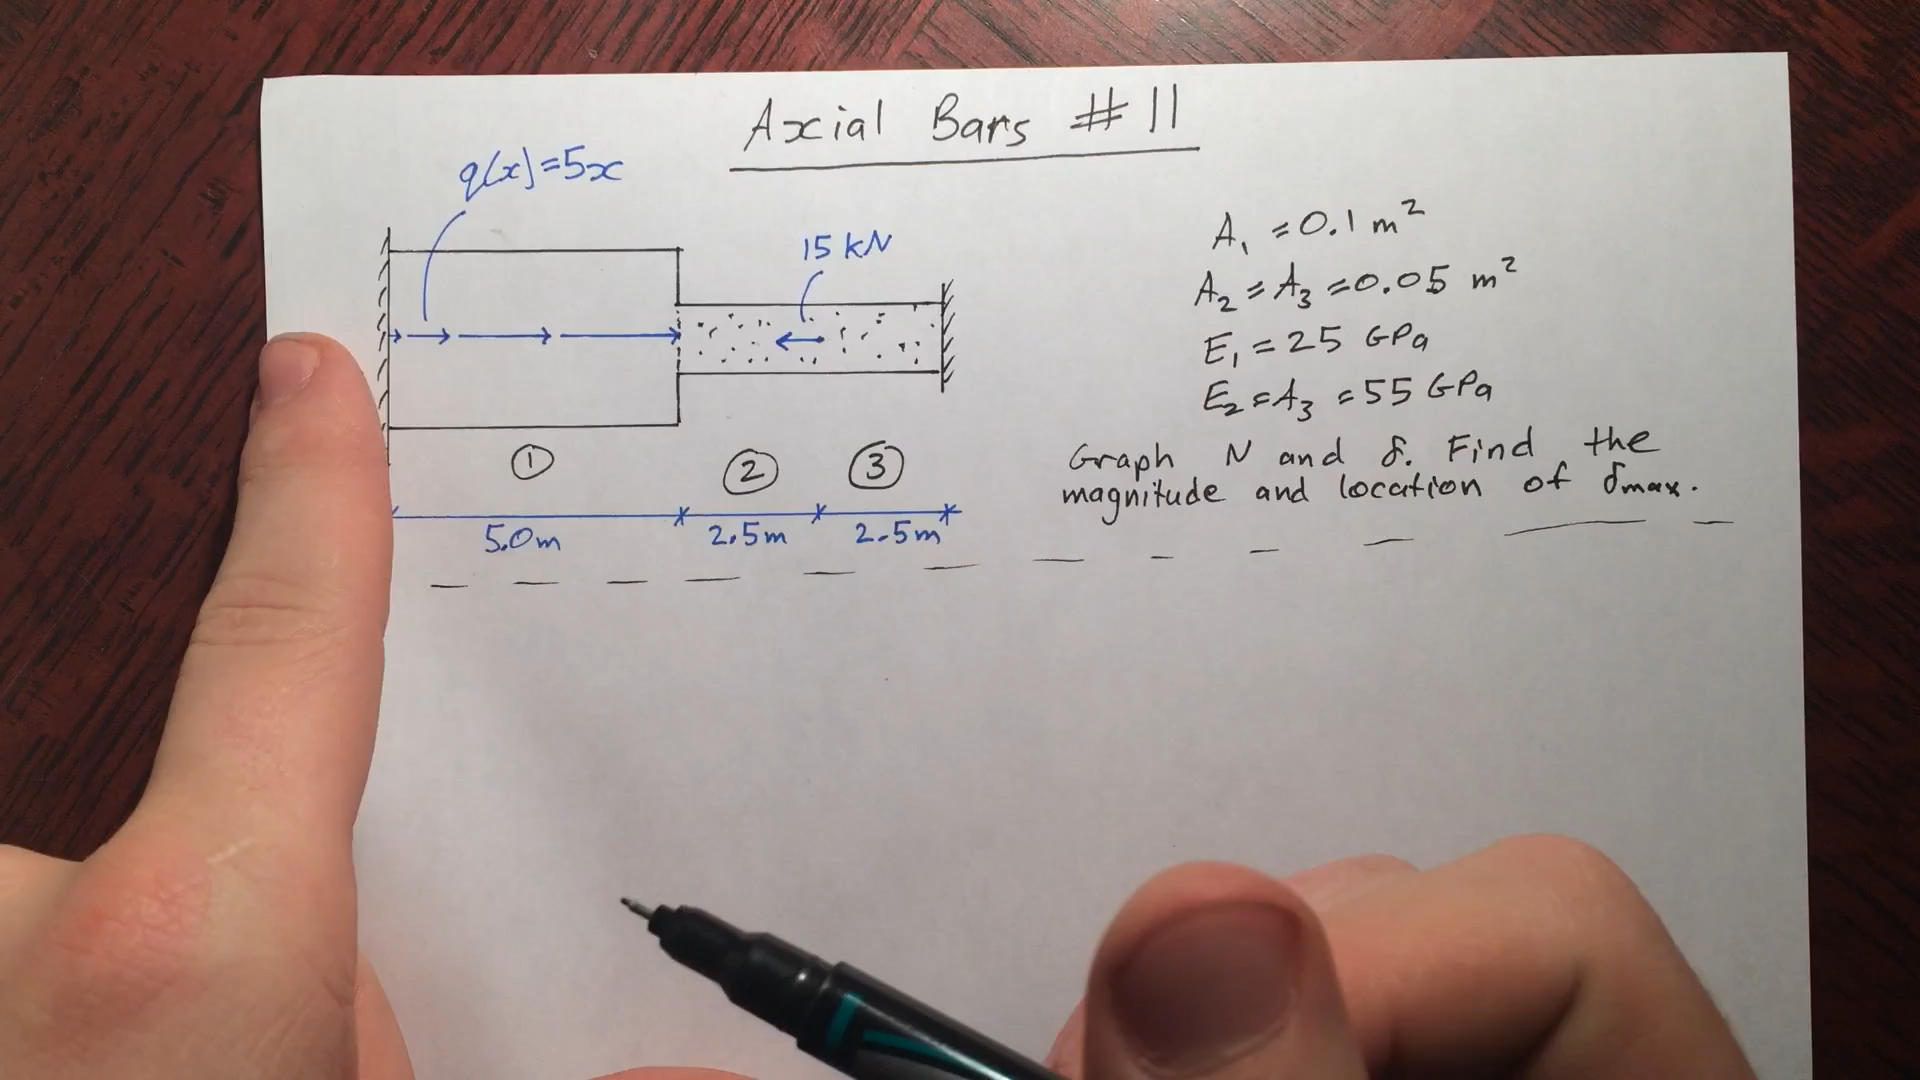 Axial Bars #11
q(x)=5x
15 kN
A₁ = 0.1 m²
A₂ = A₃ = 0.05 m²
E₁ = 25 GPa
E₂ = A₃ = 55 GPa
Graph N and δ. Find the
magnitude and location of δmax.
① ② ③
5.0m 2.5m 2.5m